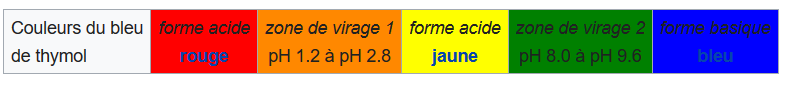 Couleurs du bleu de thymol
forme acide rouge
zone de virage 1 pH 1.2 à pH 2.8
forme acide jaune
zone de virage 2 pH 8.0 à pH 9.6
forme basique bleu